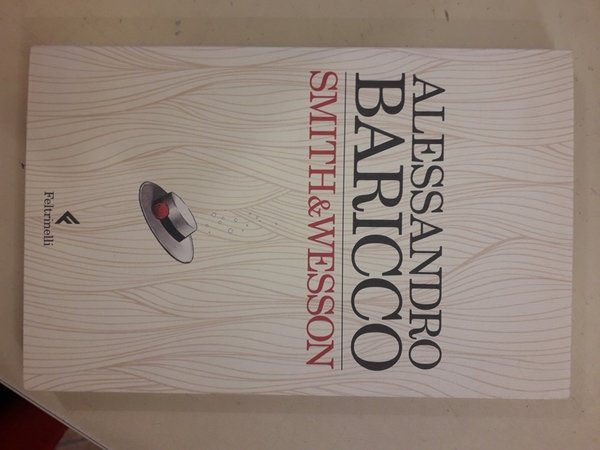 ALESSANDRO
BARICCO
SMITH&WESSON
Feltrinelli